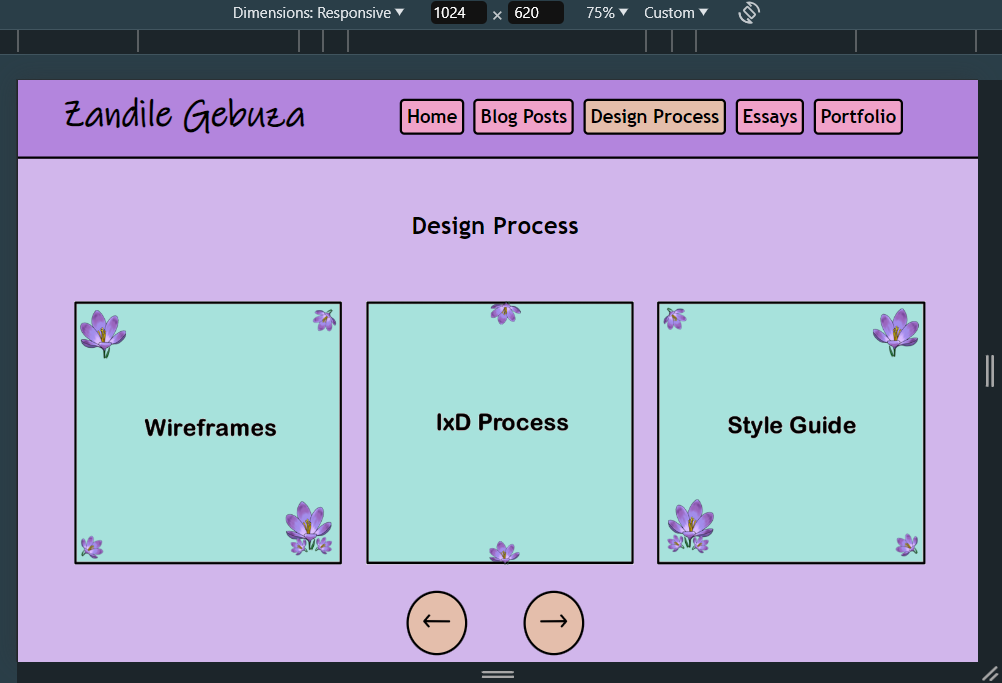 Dimensions: Responsive ▼ 1024 × 620 75% ▼ Custom ▼
Zandile Gebuza
Home Blog Posts Design Process Essays Portfolio
Design Process
Wireframes IxD Process Style Guide
← →